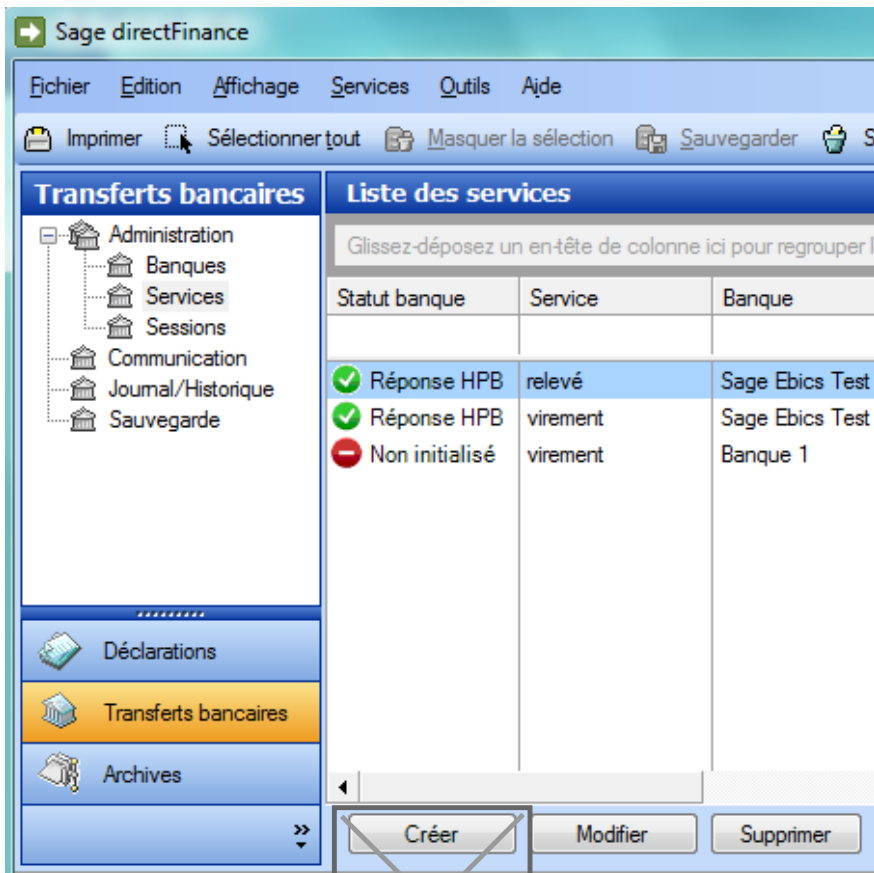 Sage directFinance
Fichier Edition Affichage Services Outils Aide
Imprimer Sélectionner tout Masquer la sélection Sauvegarder S
Transferts bancaires
Administration
Banques
Services
Sessions
Communication
Journal/Historique
Sauvegarde
Déclarations
Transferts bancaires
Archives
Liste des services
Glissez-déposez un en-tête de colonne ici pour regrouper l
Statut banque Service Banque
Réponse HPB relevé Sage Ebics Test
Réponse HPB virement Sage Ebics Test
Non initialisé virement Banque 1
Créer Modifier Supprimer